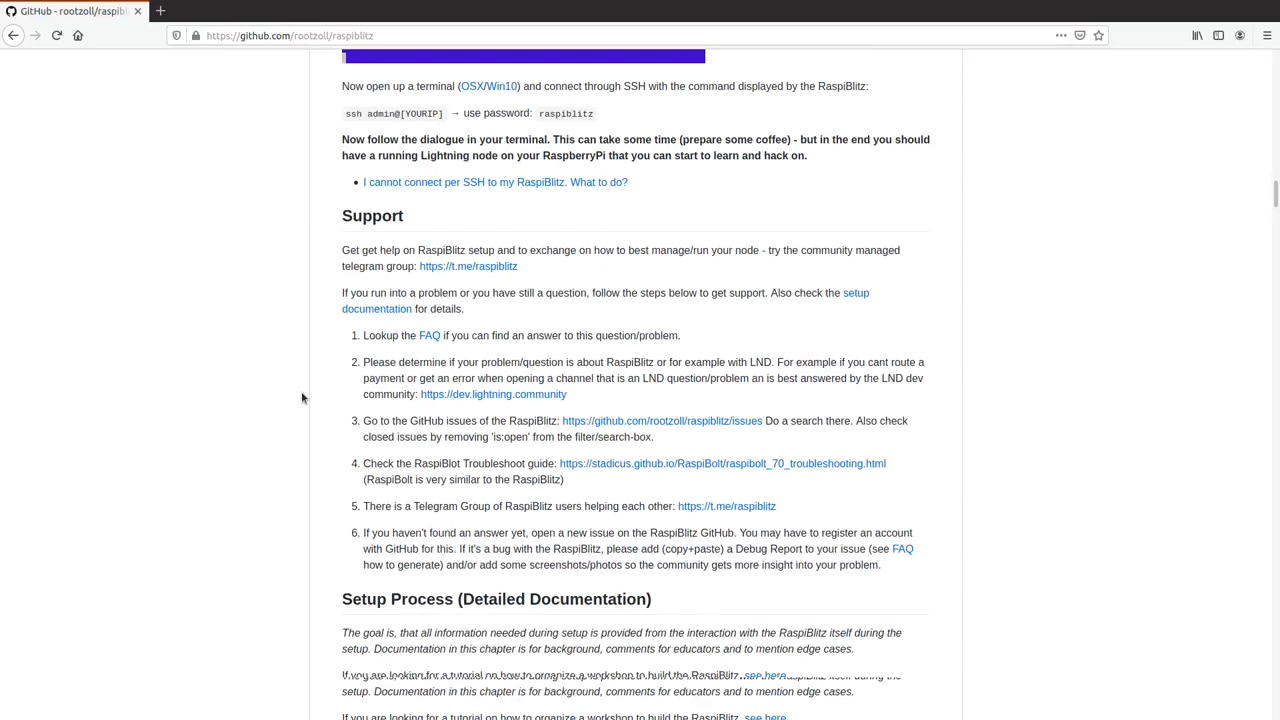 GitHub - rootzoll/raspibl
https://github.com/rootzoll/raspiblitz
Now open up a terminal (OSX/Win10) and connect through SSH with the command displayed by the RaspiBlitz:
ssh admin@[YOURIP] → use password: raspiblitz
Now follow the dialogue in your terminal. This can take some time (prepare some coffee) - but in the end you should
have a running Lightning node on your RaspberryPi that you can start to learn and hack on.
• I cannot connect per SSH to my RaspiBlitz. What to do?
Support
Get get help on RaspiBlitz setup and to exchange on how to best manage/run your node - try the community managed
telegram group: https://t.me/raspiblitz
If you run into a problem or you have still a question, follow the steps below to get support. Also check the setup
documentation for details.
1. Lookup the FAQ if you can find an answer to this question/problem.
2. Please determine if your problem/question is about RaspiBlitz or for example with LND. For example if you cant route a
payment or get an error when opening a channel that is an LND question/problem an is best answered by the LND dev
community: https://dev.lightning.community
3. Go to the GitHub issues of the RaspiBlitz: https://github.com/rootzoll/raspiblitz/issues Do a search there. Also check
closed issues by removing 'is:open' from the filter/search-box.
4. Check the RaspiBlot Troubleshoot guide: https://stadicus.github.io/RaspiBolt/raspibolt_70_troubleshooting.html
(RaspiBolt is very similar to the RaspiBlitz)
5. There is a Telegram Group of RaspiBlitz users helping each other: https://t.me/raspiblitz
6. If you haven't found an answer yet, open a new issue on the RaspiBlitz GitHub. You may have to register an account
with GitHub for this. If it's a bug with the RaspiBlitz, please add (copy+paste) a Debug Report to your issue (see FAQ
how to generate) and/or add some screenshots/photos so the community gets more insight into your problem.
Setup Process (Detailed Documentation)
The goal is, that all information needed during setup is provided from the interaction with the RaspiBlitz itself during the
setup. Documentation in this chapter is for background, comments for educators and to mention edge cases.
If you are looking for a tutorial on how to organize a workshop to build the RaspiBlitz, see here.
setup. Documentation in this chapter is for background, comments for educators and to mention edge cases.
If you are looking for a tutorial on how to organize a workshop to build the RaspiBlitz, see here.